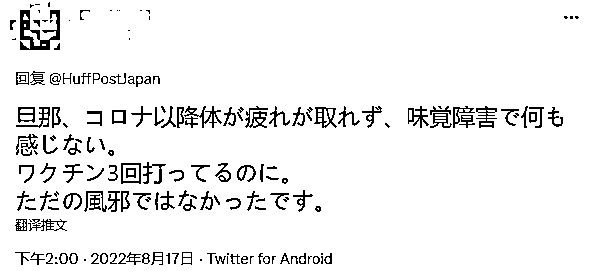 回复 @HuffPostJapan
旦那、コロナ以降体が疲れが取れず、味覚障害で何も
感じない。
ワクチン3回打ってるのに。
ただの風邪ではなかったです。
翻译推文
下午2:00 · 2022年8月17日 · Twitter for Android